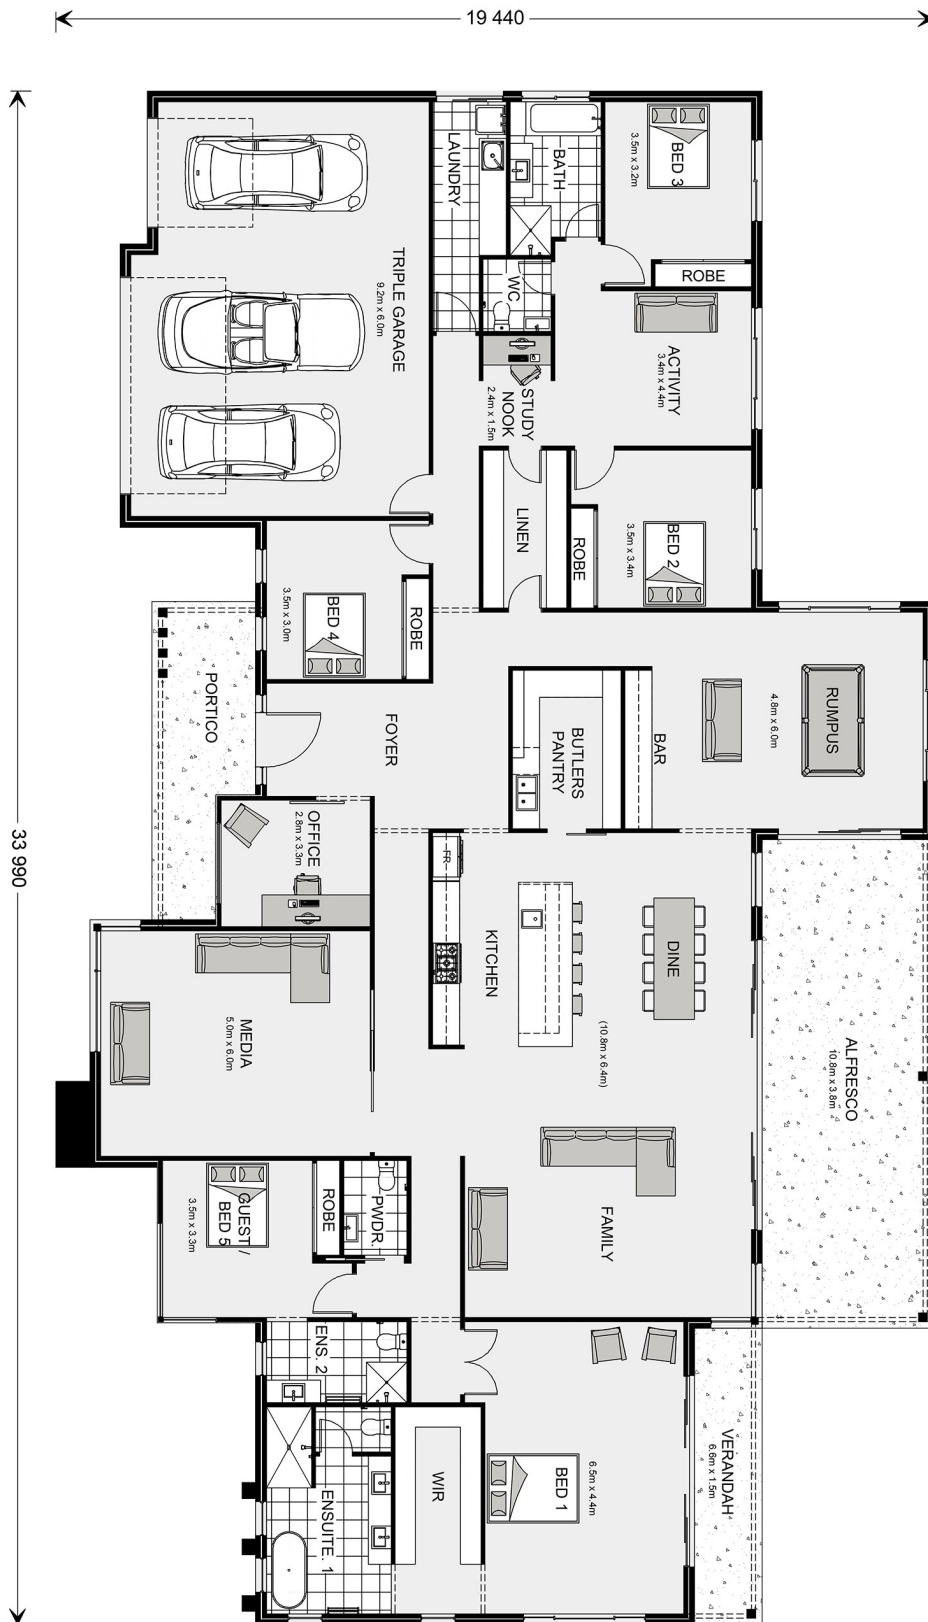 19 440
33 990
LAUNDRY
BATH
BED 3
3.5m x 3.2m
ROBE
TRIPLE GARAGE
9.2m x 6.0m
WC
ACTIVITY
3.4m x 4.4m
STUDY
NOOK
2.4m x 1.5m
LINEN
ROBE
BED 2
3.5m x 3.4m
BED 4
3.5m x 3.0m
ROBE
PORTICO
FOYER
BUTLERS
PANTRY
BAR
RUMPUS
4.8m x 6.0m
OFFICE
2.8m x 3.3m
FR
KITCHEN
DINE
(10.8m x 6.4m)
ALFRESCO
10.8m x 3.8m
MEDIA
5.0m x 6.0m
FAMILY
GUEST /
BED 5
3.5m x 3.3m
ROBE
PWDR.
ENS. 2
ENSUITE. 1
WIR
BED 1
6.5m x 4.4m
VERANDAH
6.6m x 1.5m